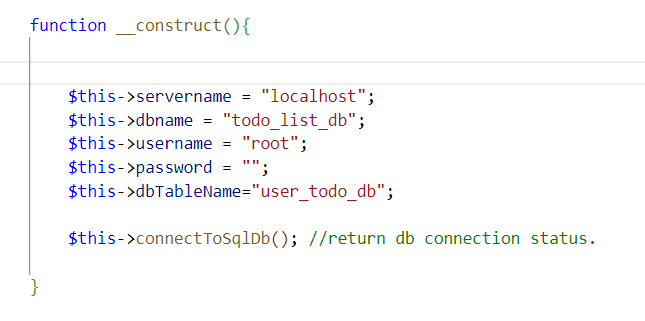 function __construct(){
$this->servername = "localhost";
$this->dbname = "todo_list_db";
$this->username = "root";
$this->password = "";
$this->dbTableName="user_todo_db";
$this->connectToSqlDb(); //return db connection status.
}